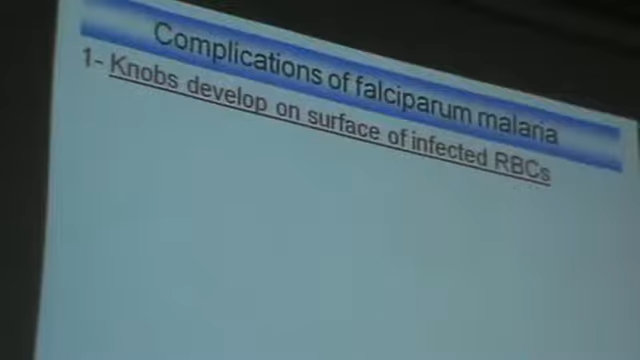 Complications of falciparum malaria
1- Knobs develop on surface of infected RBCs